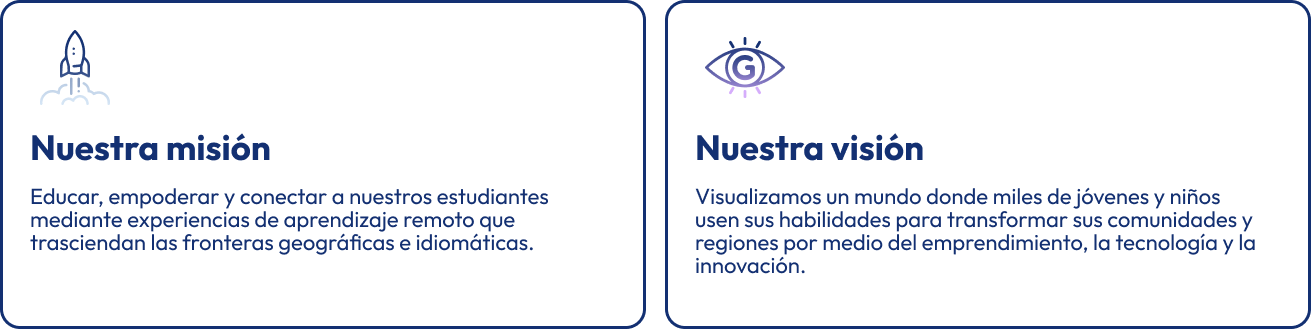 Nuestra misión
Educar, empoderar y conectar a nuestros estudiantes
mediante experiencias de aprendizaje remoto que
trasciendan las fronteras geográficas e idiomáticas.
G
Nuestra visión
Visualizamos un mundo donde miles de jóvenes y niños
usen sus habilidades para transformar sus comunidades y
regiones por medio del emprendimiento, la tecnología y la
innovación.